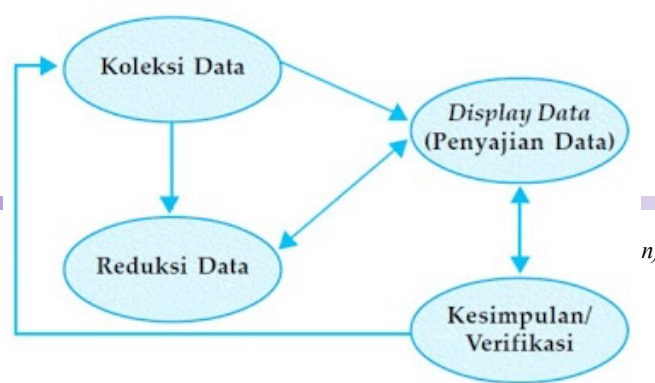 Koleksi Data
Display Data
(Penyajian Data)
Reduksi Data
n,
Kesimpulan/
Verifikasi